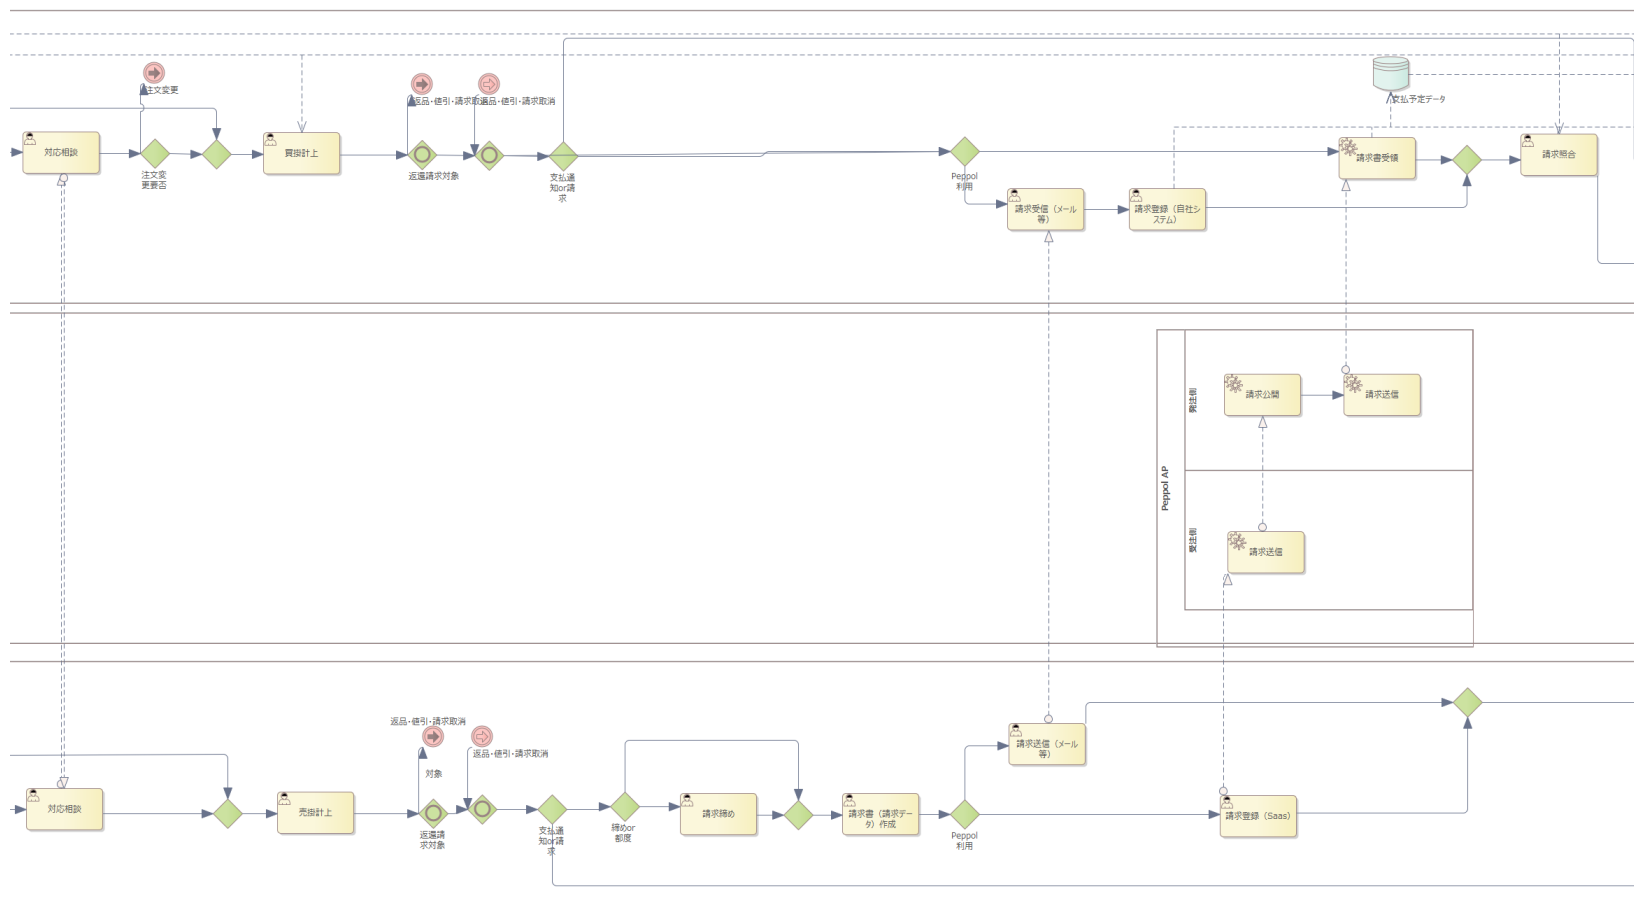 注文変更
返品・値引・請求取消
返品・値引・請求取消
支払予定データ
対応相談
注文変
更要否
買掛計上
返還請求対象
支払通
知or請
求
Peppol
利用
請求書受領
請求照合
請求受信（メール
等）
請求登録（自社シ
ステム）
Peppol AP
発注側
請求公開
請求送信
受注側
請求送信
返品・値引・請求取消
返品・値引・請求取消
対象
対応相談
売掛計上
返還請
求対象
支払通
知or請
求
締めor
都度
請求締め
請求書（請求デー
タ）作成
Peppol
利用
請求送信（メール
等）
請求登録（Saas）